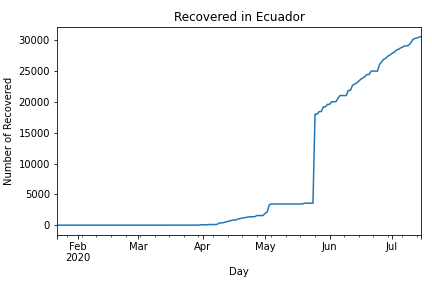 Recovered in Ecuador
30000
25000
20000
15000
10000
5000
0
Number of Recovered
Feb
2020
Mar
Apr
May
Jun
Jul
Day